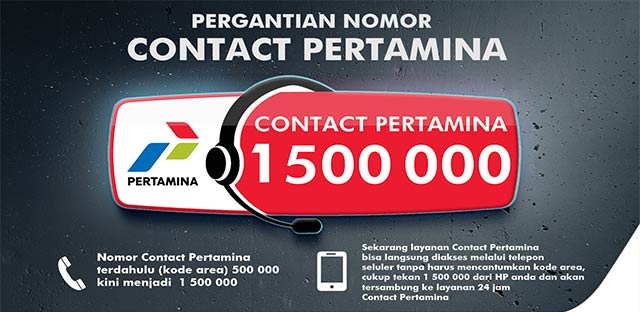 PERGANTIAN NOMOR
CONTACT PERTAMINA
PERTAMINA
CONTACT PERTAMINA
1 500 000
Nomor Contact Pertamina
terdahulu (kode area) 500 000
kini menjadi 1 500 000
Sekarang layanan Contact Pertamina
bisa langsung diakses melalui telepon
seluler tanpa harus mencantumkan kode area,
cukup tekan 1 500 000 dari HP anda dan akan
tersambung ke layanan 24 jam
Contact Pertamina